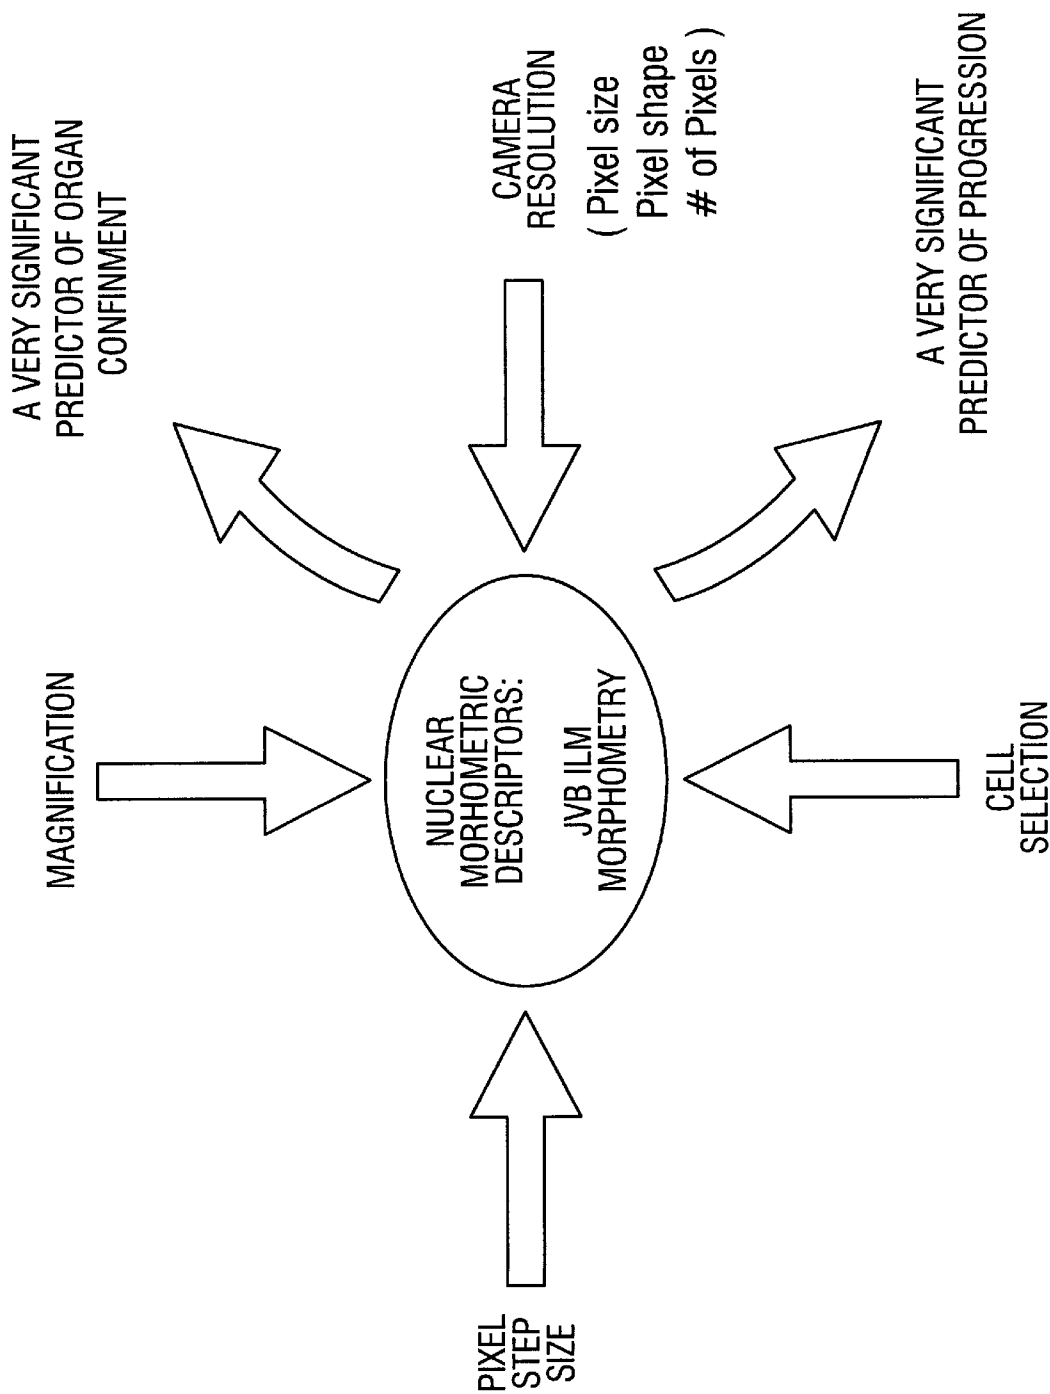 A VERY SIGNIFICANT
PREDICTOR OF ORGAN
CONFINMENT
MAGNIFICATION
PIXEL
STEP
SIZE
NUCLEAR
MORHOMETRIC
DESCRIPTORS:
JVB ILM
MORPHOMETRY
CAMERA
RESOLUTION
( Pixel size
Pixel shape
# of Pixels )
A VERY SIGNIFICANT
PREDICTOR OF PROGRESSION
CELL
SELECTION